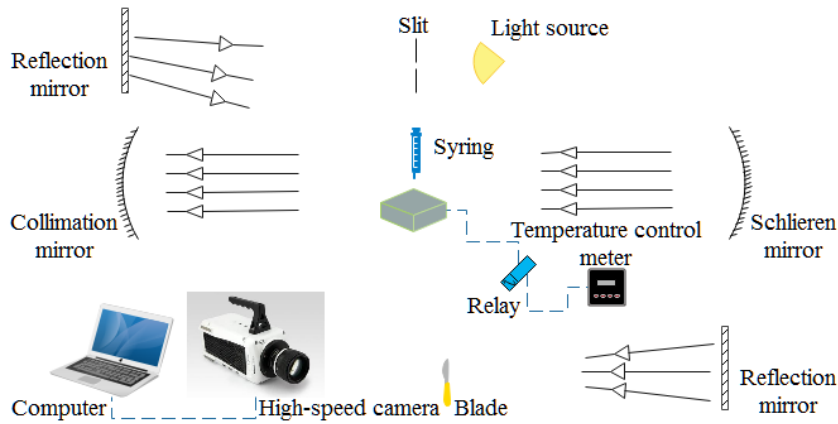 Slit
Light source
Reflection
mirror
Syring
Collimation
mirror
Schlieren
mirror
Temperature control
meter
Relay
Reflection
mirror
Computer
High-speed camera
Blade